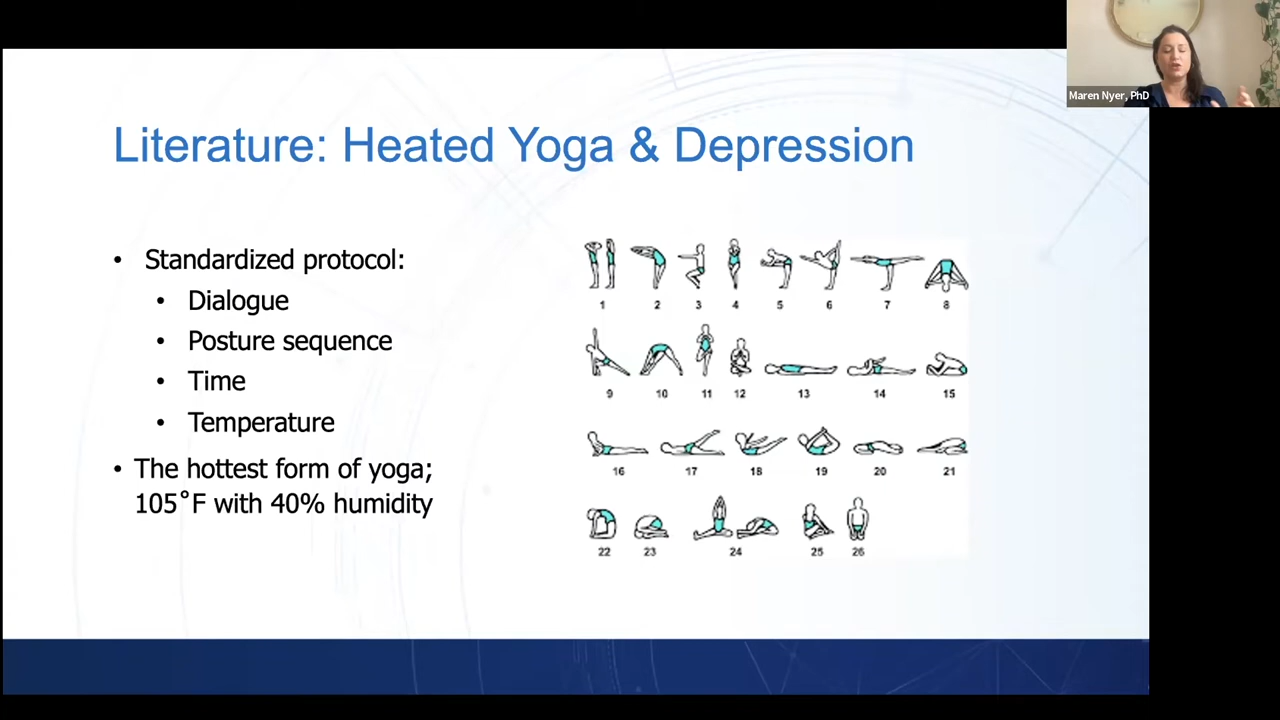 Maren Nyer, PhD
Literature: Heated Yoga & Depression
• Standardized protocol:
• Dialogue
• Posture sequence
• Time
• Temperature
• The hottest form of yoga;
105˚F with 40% humidity
1 2 3 4 5 6 7 8
9 10 11 12 13 14 15
16 17 18 19 20 21
22 23 24 25 26